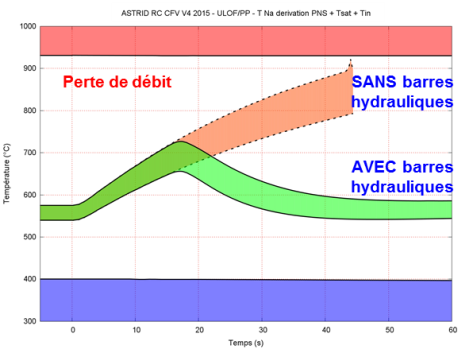 ASTRID RC CFV V4 2015 - ULOF/PP - T Na derivation PNS + Tsat + Tin
1000
900
800
700
600
500
400
300
Température (°C)
Perte de débit
SANS barres
hydrauliques
AVEC barres
hydrauliques
0
10
20
30
40
50
60
Temps (s)